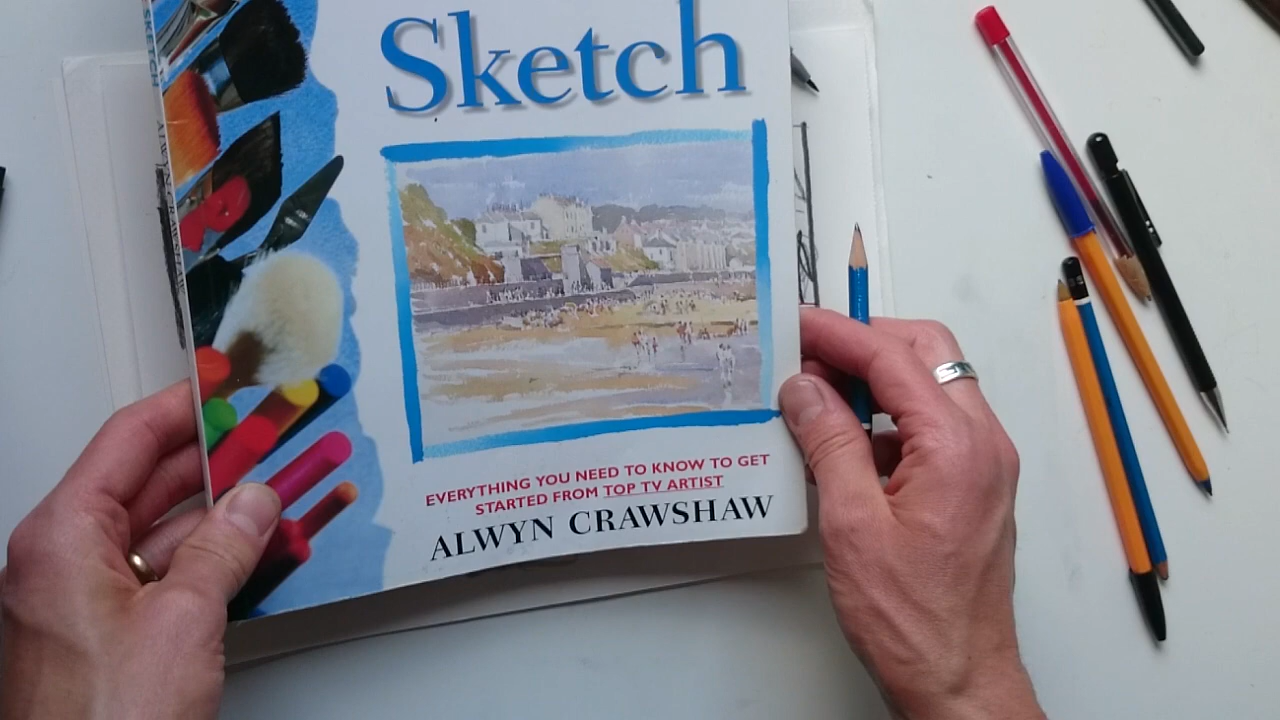 Sketch
EVERYTHING YOU NEED TO KNOW TO GET
STARTED FROM TOP TV ARTIST
ALWYN CRAWSHAW